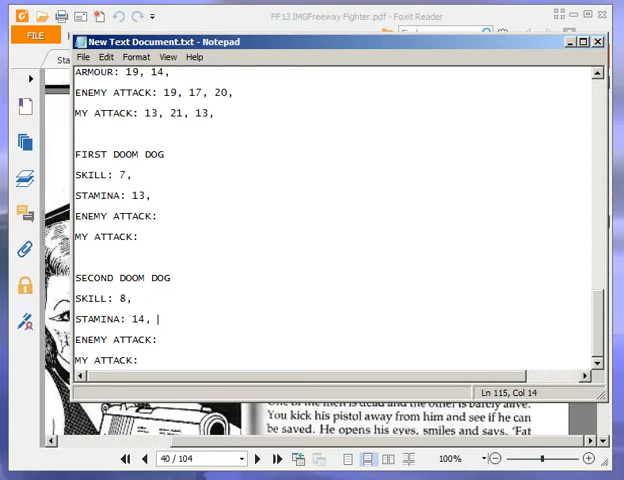 FF13 IMGFreeway Fighter.pdf - Foxit Reader
FILE
New Text Document.txt - Notepad
File Edit Format View Help
ARMOUR: 19, 14,
ENEMY ATTACK: 19, 17, 20,
MY ATTACK: 13, 21, 13,
FIRST DOOM DOG
SKILL: 7,
STAMINA: 13,
ENEMY ATTACK:
MY ATTACK:
SECOND DOOM DOG
SKILL: 8,
STAMINA: 14,
ENEMY ATTACK:
MY ATTACK:
Ln 115, Col 14
One of the men is dead and the other is barely alive.
You kick his pistol away from him and see if he can
be saved. He opens his eyes, smiles and says, 'Fat
40 / 104
100%